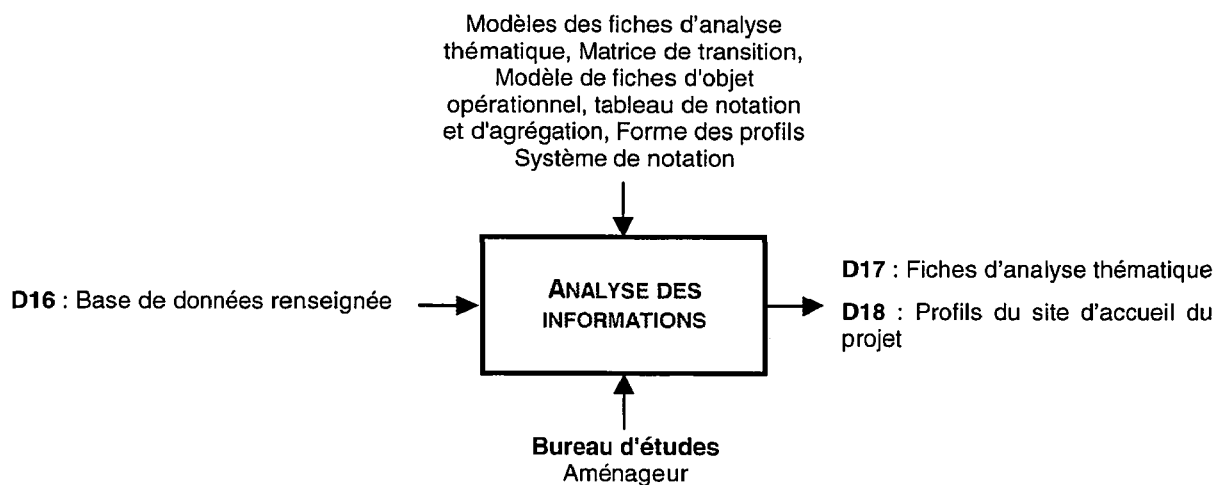 Modèles des fiches d'analyse
thématique, Matrice de transition,
Modèle de fiches d'objet
opérationnel, tableau de notation
et d'agrégation, Forme des profils
Système de notation
D16 : Base de données renseignée
ANALYSE DES
INFORMATIONS
D17 : Fiches d'analyse thématique
D18 : Profils du site d'accueil du
projet
Bureau d'études
Aménageur